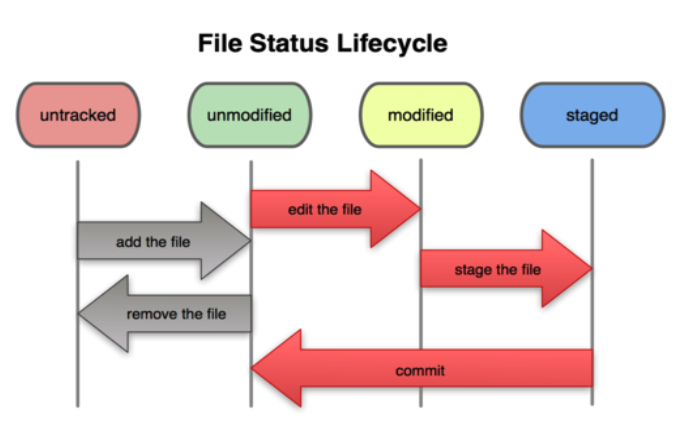 File Status Lifecycle
untracked
unmodified
modified
staged
edit the file
add the file
stage the file
remove the file
commit